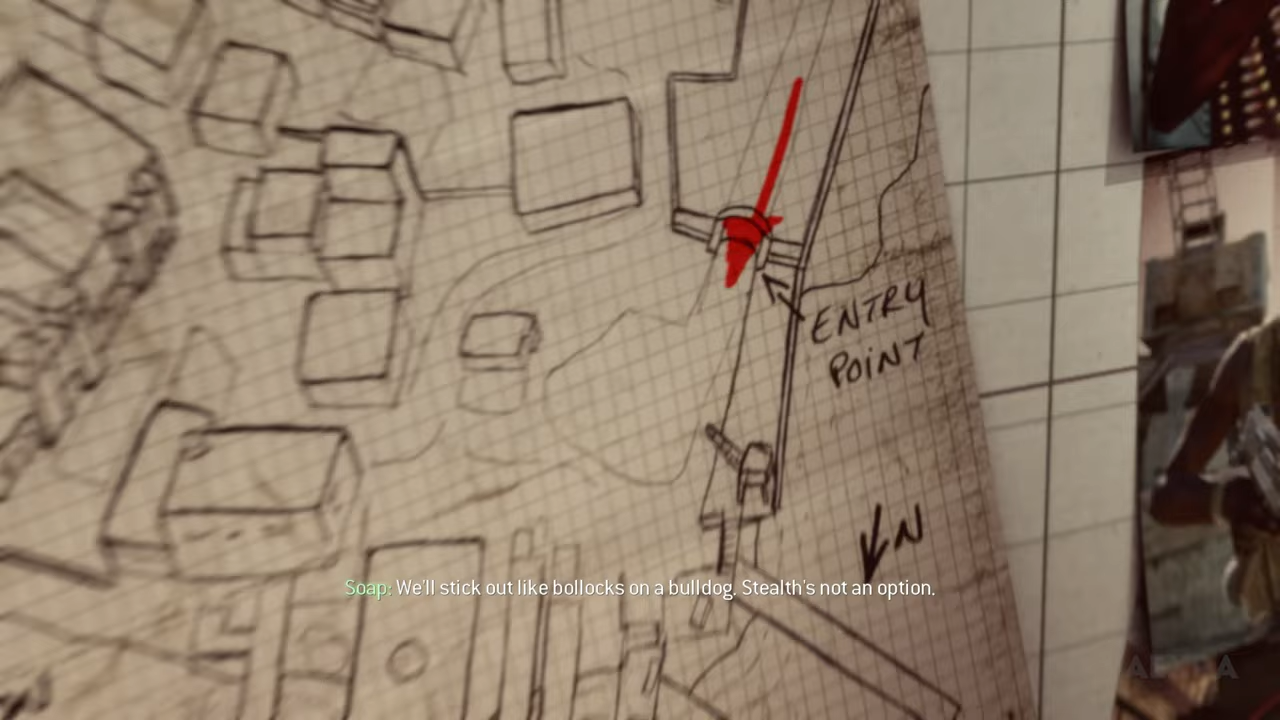 ENTRY
POINT
N
Soap: We'll stick out like bollocks on a bulldog. Stealth's not an option.